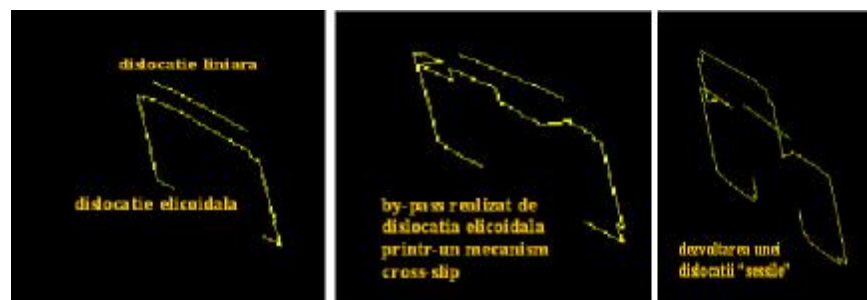 dislocatie liniara
dislocatie elicoidala
by-pass realizat de
dislocatia elicoidala
printr-un mecanism
cross-slip
dezvoltarea unei
dislocatii "sessile"